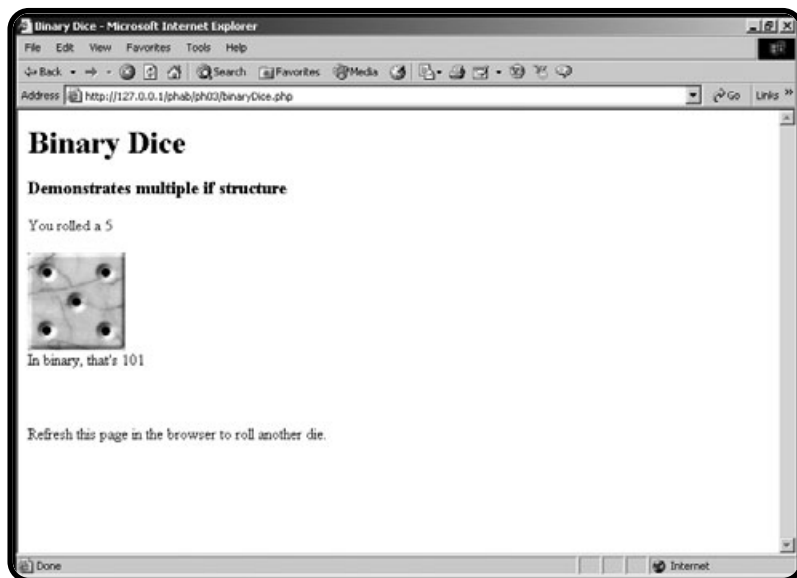 Binary Dice - Microsoft Internet Explorer
File Edit View Favorites Tools Help
Back Search Favorites Media
Address http://127.0.0.1/phab/ph03/binaryDice.php Go Links »
Binary Dice
Demonstrates multiple if structure
You rolled a 5
In binary, that's 101
Refresh this page in the browser to roll another die.
Done Internet